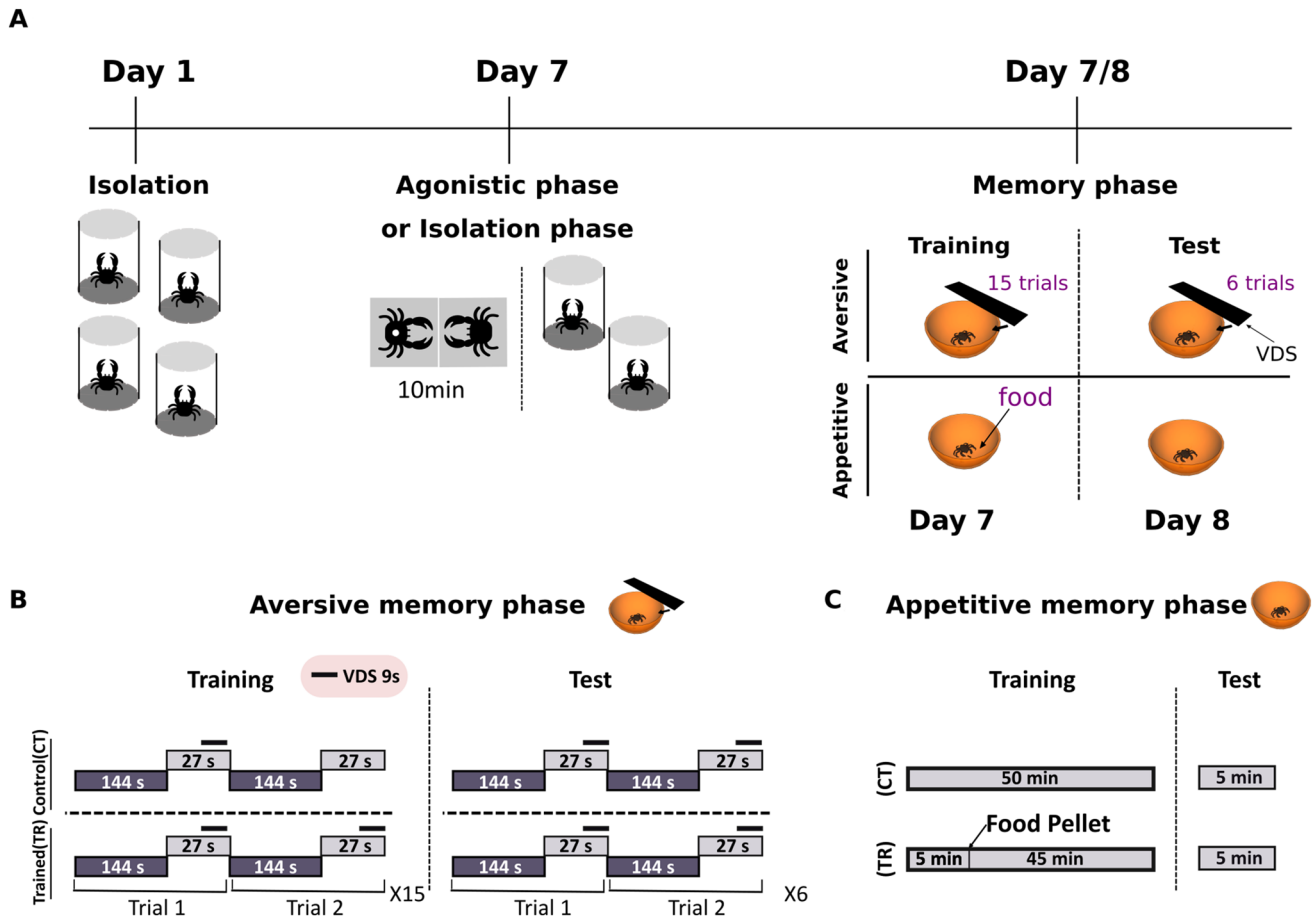 A
Day 1
Day 7
Day 7/8
Isolation
Agonistic phase
or Isolation phase
10min
Memory phase
Training
Test
Aversive
15 trials
6 trials
VDS
Appetitive
food
Day 7
Day 8
B
Aversive memory phase
Training
VDS 9s
Test
Control(CT)
144 s
27 s
144 s
27 s
144 s
27 s
144 s
27 s
Trained(TR)
144 s
27 s
144 s
27 s
X15
144 s
27 s
144 s
27 s
X6
Trial 1
Trial 2
Trial 1
Trial 2
C
Appetitive memory phase
Training
Test
(CT)
50 min
5 min
Food Pellet
(TR)
5 min
45 min
5 min